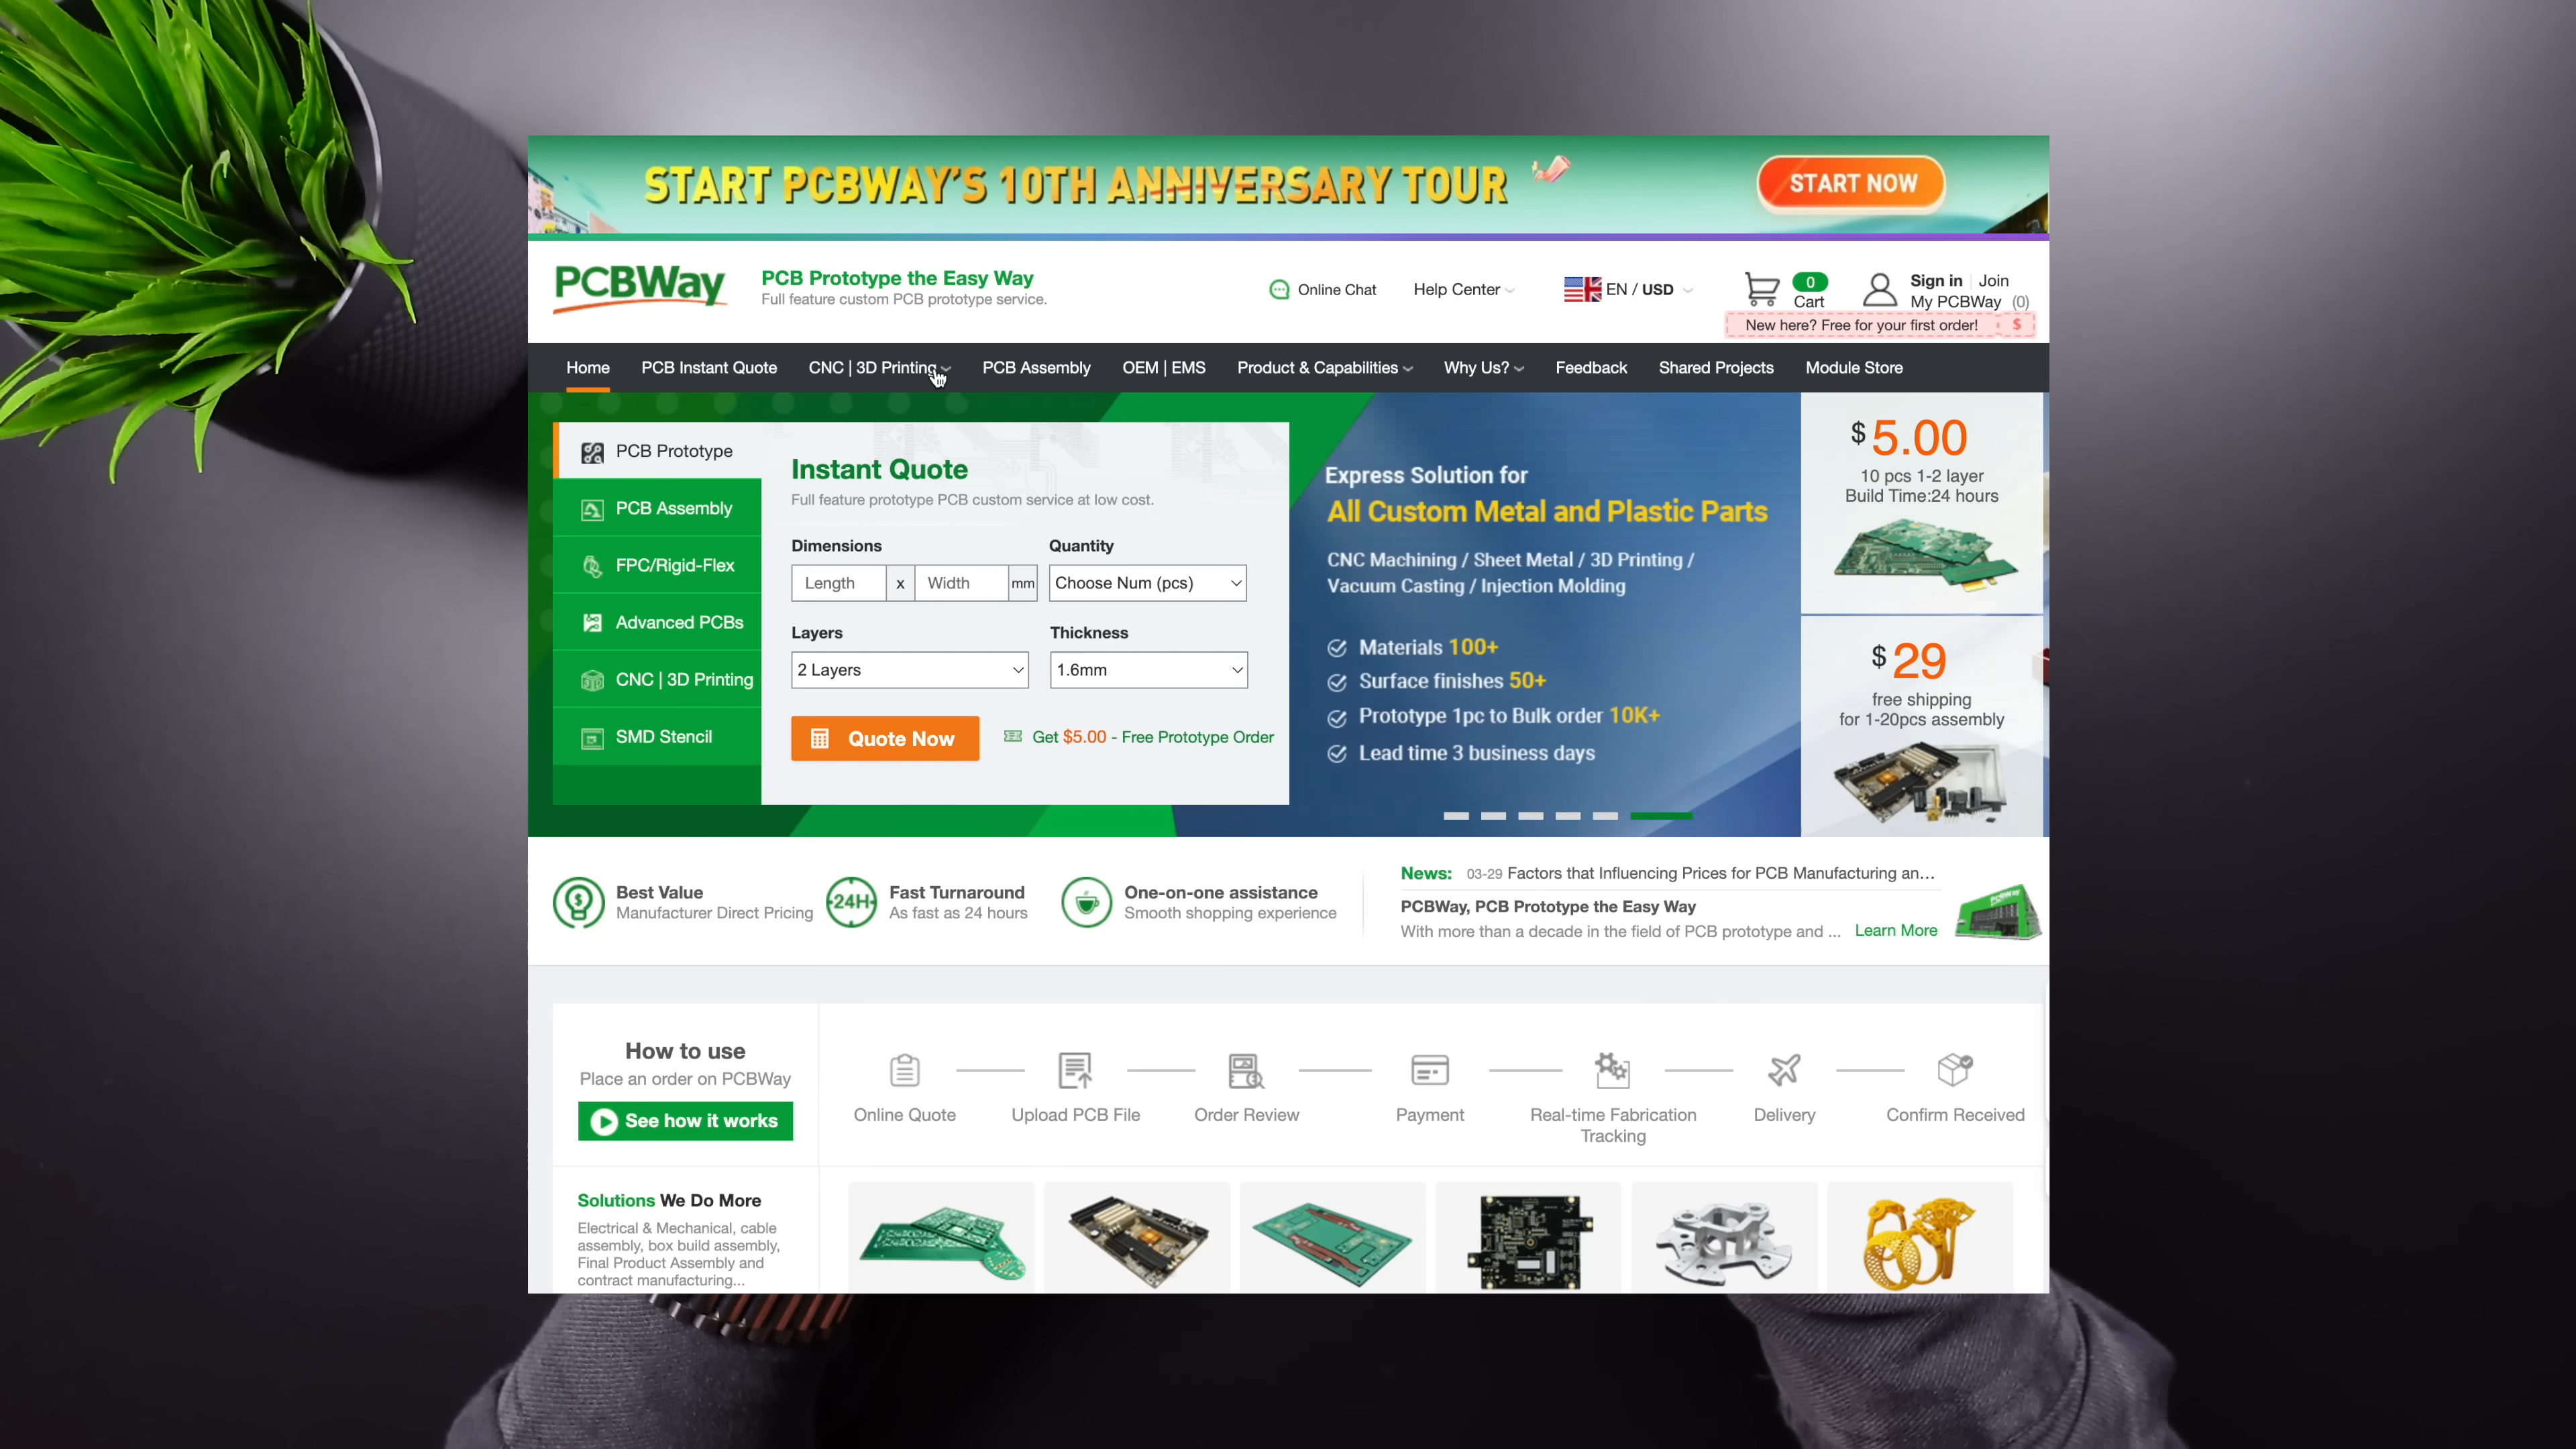 START PCBWAY'S 10TH ANNIVERSARY TOUR
START NOW
PCBWay
PCB Prototype the Easy Way
Full feature custom PCB prototype service.
Online Chat
Help Center
EN / USD
0
Cart
Sign in
Join
My PCBWay (0)
New here? Free for your first order! $
Home
PCB Instant Quote
CNC | 3D Printing
PCB Assembly
OEM | EMS
Product & Capabilities
Why Us?
Feedback
Shared Projects
Module Store
PCB Prototype
PCB Assembly
FPC/Rigid-Flex
Advanced PCBs
CNC | 3D Printing
SMD Stencil
Instant Quote
Full feature prototype PCB custom service at low cost.
Dimensions
Quantity
Length x Width mm
Choose Num (pcs)
Layers
Thickness
2 Layers
1.6mm
Quote Now
Get $5.00 - Free Prototype Order
Express Solution for
All Custom Metal and Plastic Parts
CNC Machining / Sheet Metal / 3D Printing /
Vacuum Casting / Injection Molding
Materials 100+
Surface finishes 50+
Prototype 1pc to Bulk order 10K+
Lead time 3 business days
$5.00
10 pcs 1-2 layer
Build Time:24 hours
$29
free shipping
for 1-20pcs assembly
Best Value
Manufacturer Direct Pricing
24H
Fast Turnaround
As fast as 24 hours
One-on-one assistance
Smooth shopping experience
News: 03-29 Factors that Influencing Prices for PCB Manufacturing an...
PCBWay, PCB Prototype the Easy Way
With more than a decade in the field of PCB prototype and ... Learn More
How to use
Place an order on PCBWay
See how it works
Online Quote
Upload PCB File
Order Review
Payment
Real-time Fabrication
Tracking
Delivery
Confirm Received
Solutions We Do More
Electrical & Mechanical, cable
assembly, box build assembly,
Final Product Assembly and
contract manufacturing...